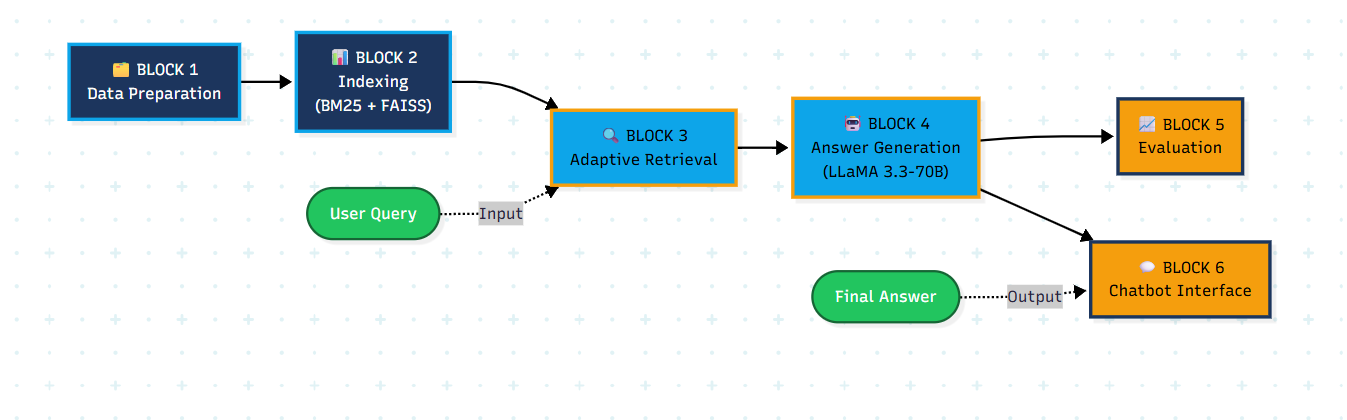 🗂️ BLOCK 1
Data Preparation
📊 BLOCK 2
Indexing
(BM25 + FAISS)
🔍 BLOCK 3
Adaptive Retrieval
User Query
Input
🤖 BLOCK 4
Answer Generation
(LLaMA 3.3-70B)
📈 BLOCK 5
Evaluation
💬 BLOCK 6
Chatbot Interface
Final Answer
Output